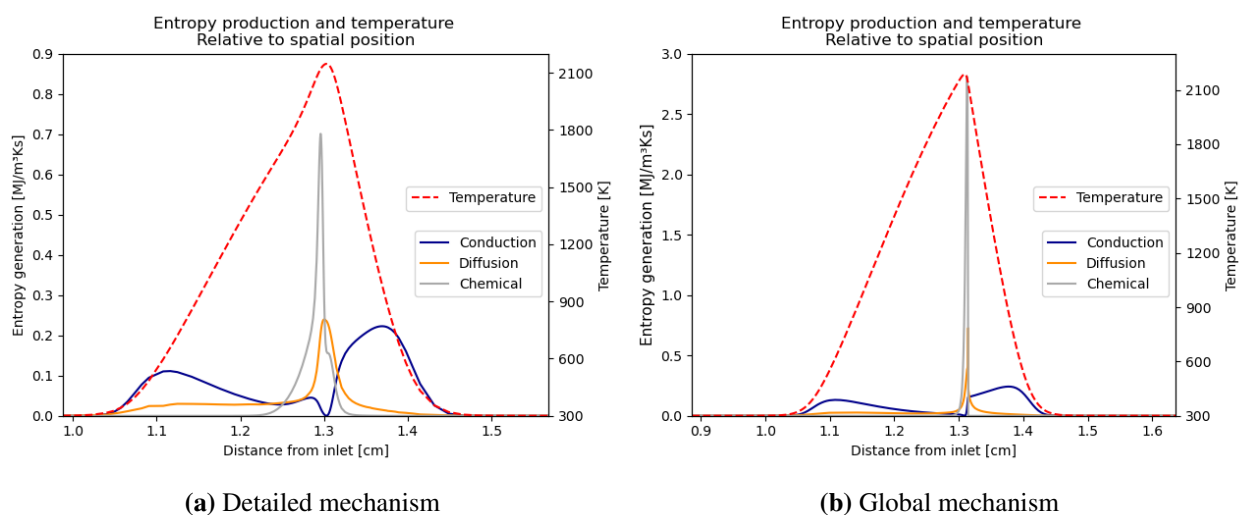 Entropy production and temperature
Relative to spatial position
0.9
0.8
0.7
0.6
0.5
0.4
0.3
0.2
0.1
0.0
Entropy generation [MJ/m³Ks]
1.0
1.1
1.2
1.3
1.4
1.5
Distance from inlet [cm]
2100
1800
1500
1200
900
600
300
Temperature [K]
Temperature
Conduction
Diffusion
Chemical
(a) Detailed mechanism
Entropy production and temperature
Relative to spatial position
3.0
2.5
2.0
1.5
1.0
0.5
0.0
Entropy generation [MJ/m³Ks]
0.9
1.0
1.1
1.2
1.3
1.4
1.5
1.6
Distance from inlet [cm]
2100
1800
1500
1200
900
600
300
Temperature [K]
Temperature
Conduction
Diffusion
Chemical
(b) Global mechanism